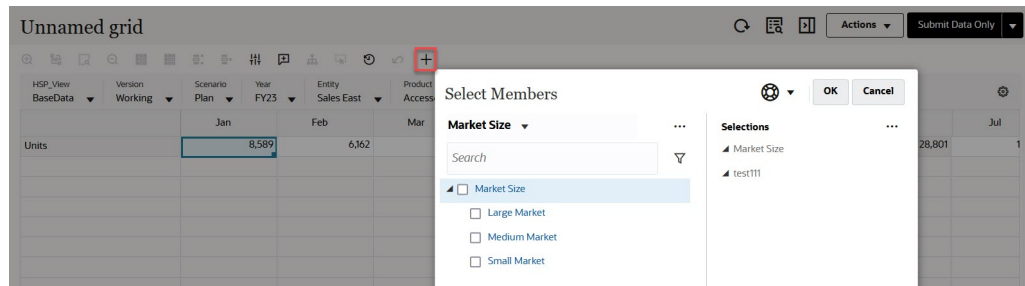 Unnamed grid
Actions
Submit Data Only
HSP_View Version Scenario Year Entity Product
BaseData Working Plan FY23 Sales East Access
Jan Feb Mar Jul
Units 8,589 6,162 28,801 1
Select Members
OK Cancel
Market Size
Selections
Search
Market Size
test111
Market Size
Large Market
Medium Market
Small Market